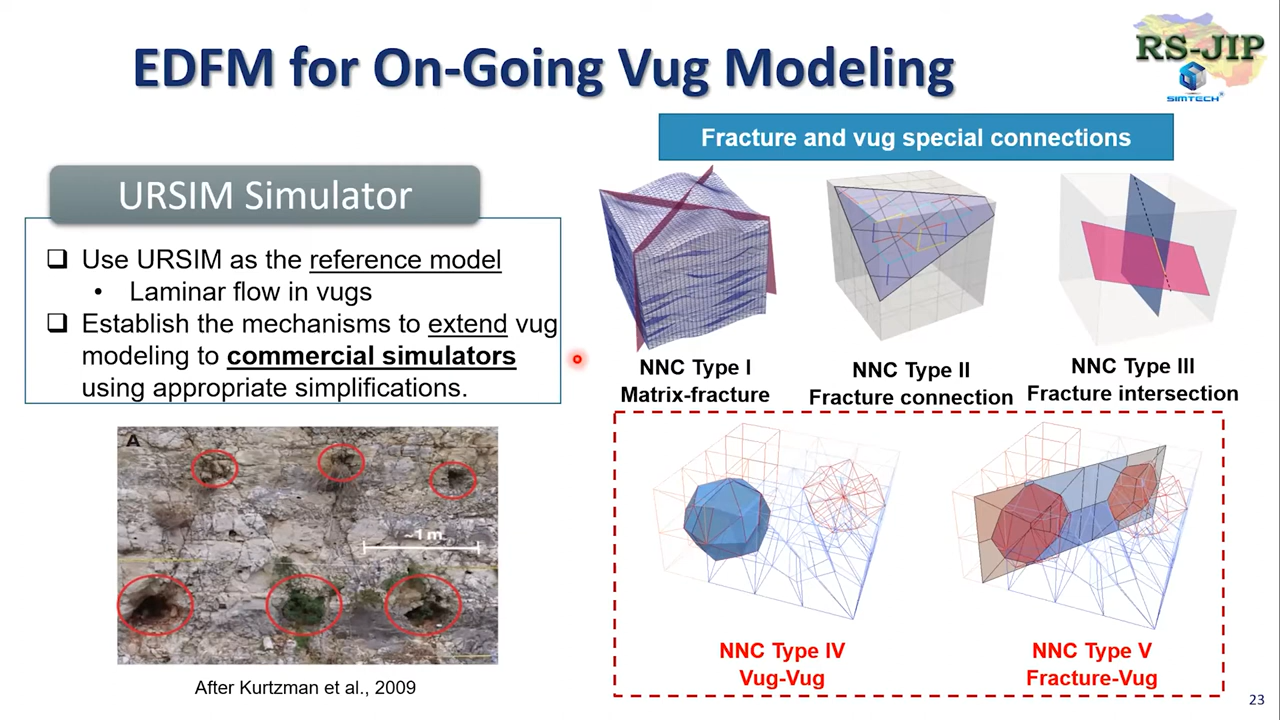 EDFM for On-Going Vug Modeling
RS-JIP
SIMTECH
Fracture and vug special connections
URSIM Simulator
❑ Use URSIM as the reference model
• Laminar flow in vugs
❑ Establish the mechanisms to extend vug
modeling to commercial simulators
using appropriate simplifications.
NNC Type I
Matrix-fracture
NNC Type II
Fracture connection
NNC Type III
Fracture intersection
A
~1 m
After Kurtzman et al., 2009
NNC Type IV
Vug-Vug
NNC Type V
Fracture-Vug
23